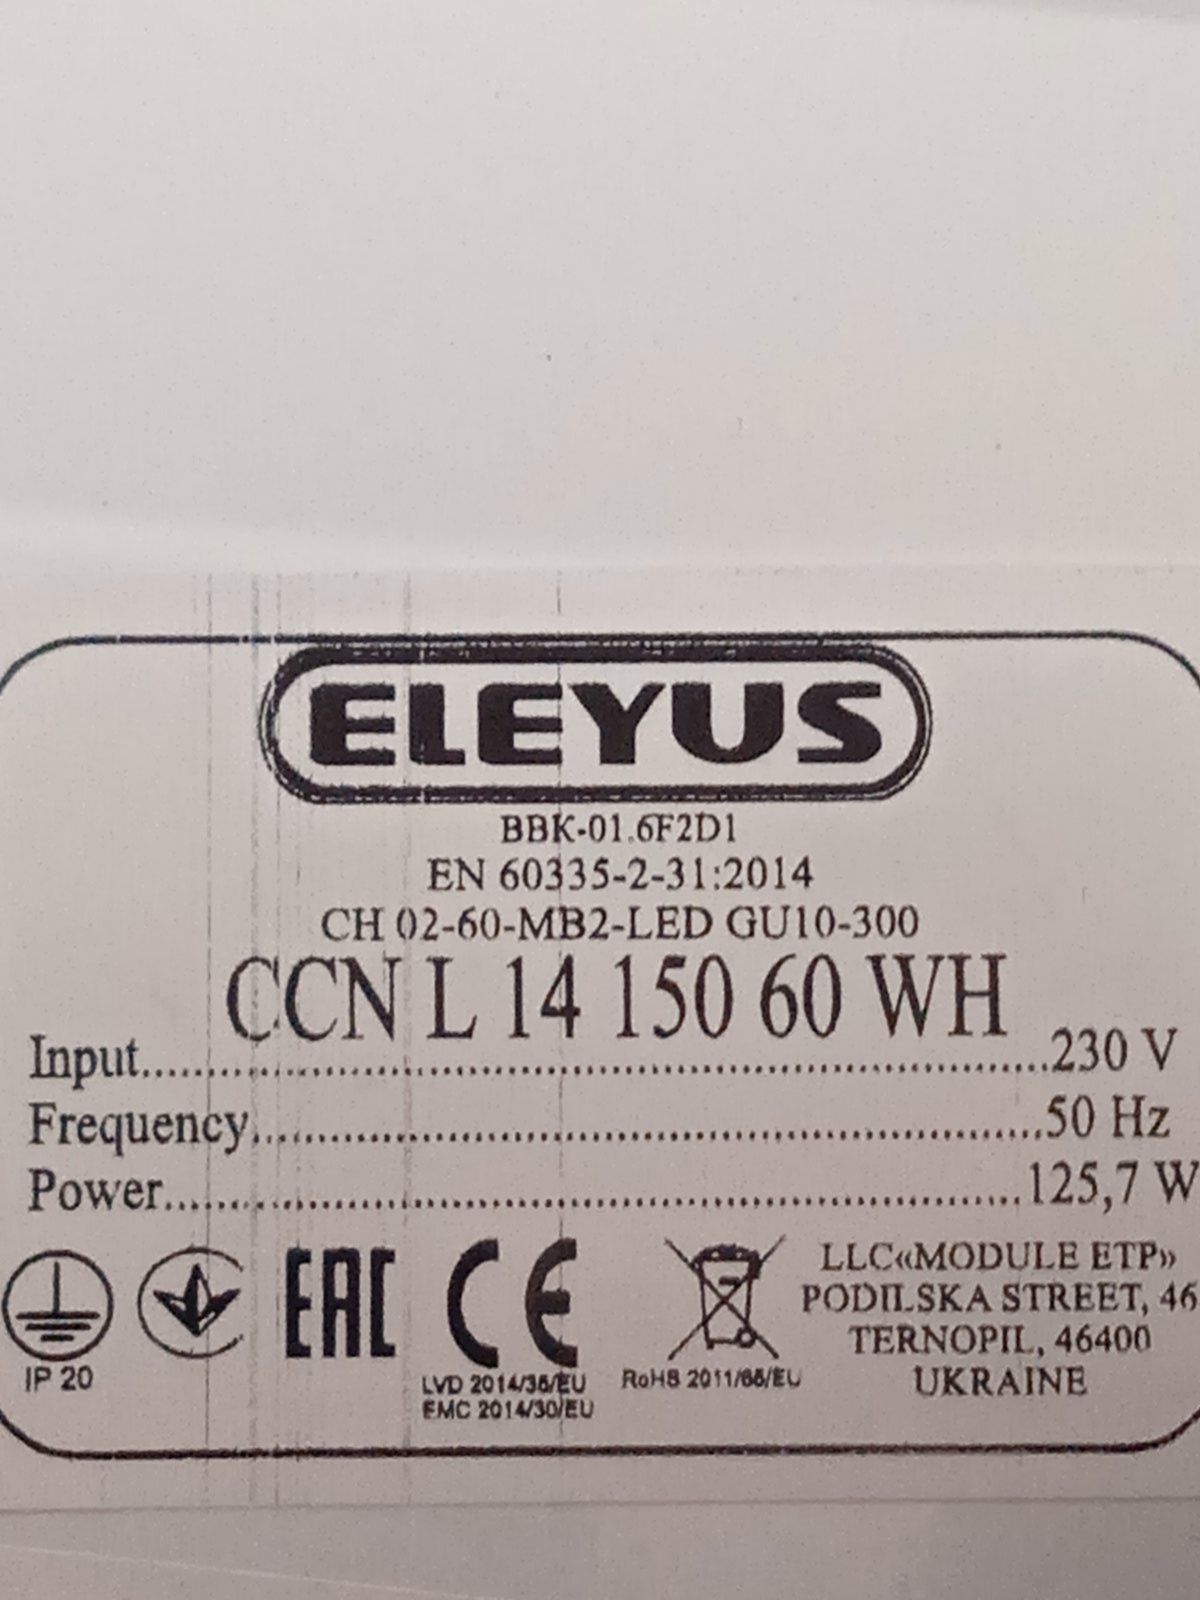 ELEYUS
BBK-01.6F2D1
EN 60335-2-31:2014
CH 02-60-MB2-LED GU10-300
CCN L 14 150 60 WH
Input..........230 V
Frequency..........50 Hz
Power..........125,7 W
IP 20
EAC
CE
LVD 2014/35/EU
EMC 2014/30/EU
RoHS 2011/65/EU
LLC«MODULE ETP»
PODILSKA STREET, 46
TERNOPIL, 46400
UKRAINE